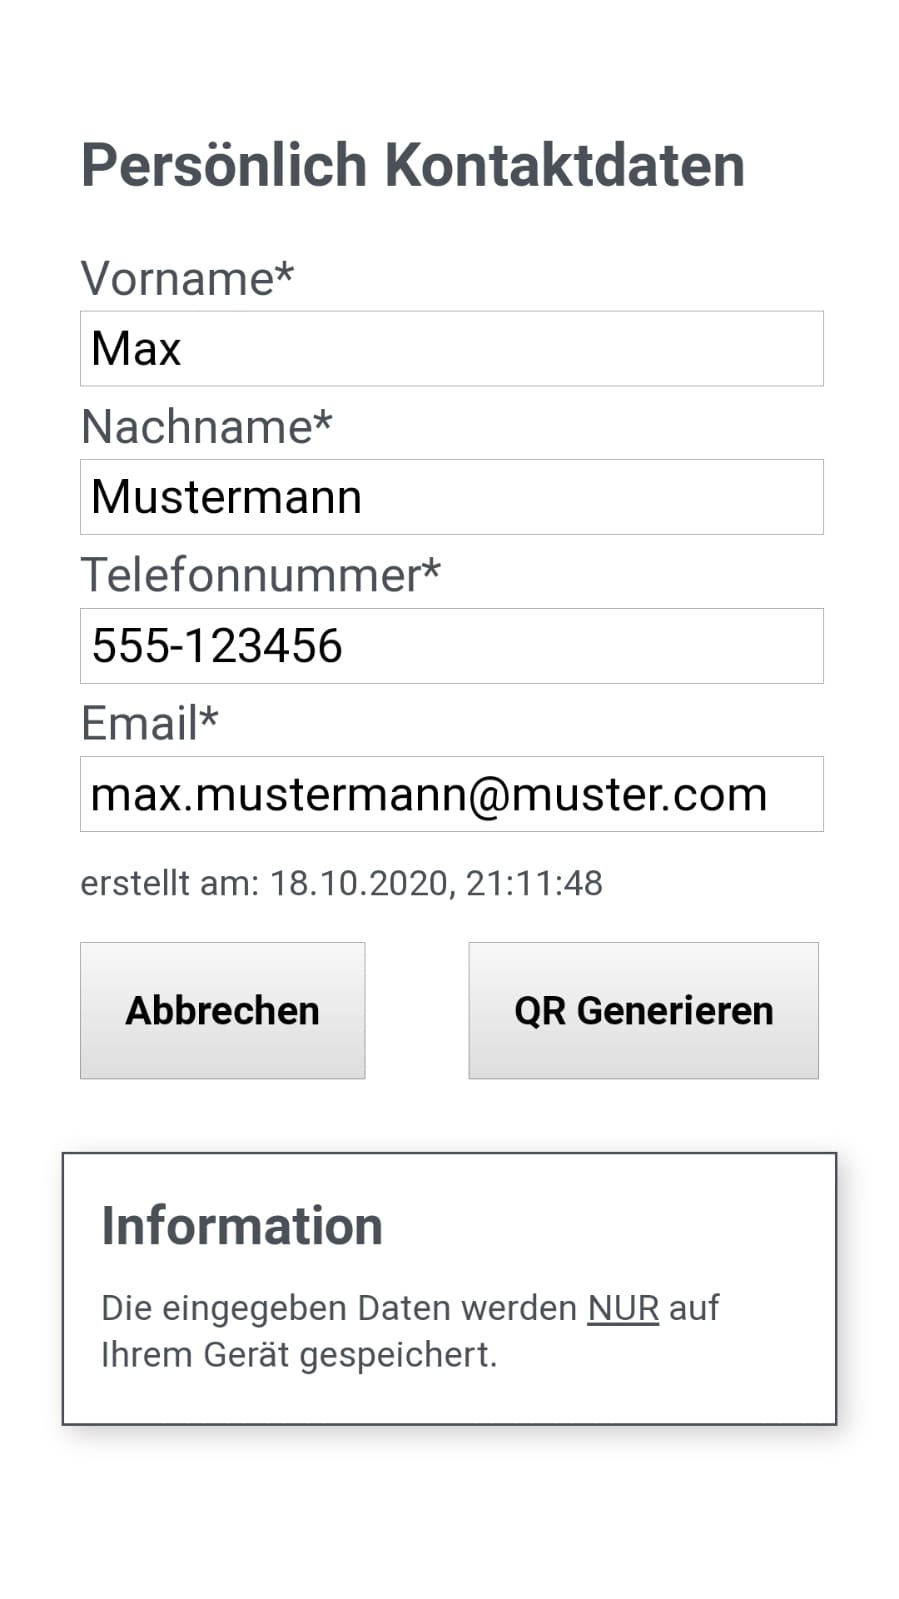 Persönlich Kontaktdaten
Vorname*
Max
Nachname*
Mustermann
Telefonnummer*
555-123456
Email*
max.mustermann@muster.com
erstellt am: 18.10.2020, 21:11:48
Abbrechen
QR Generieren
Information
Die eingegeben Daten werden NUR auf
Ihrem Gerät gespeichert.